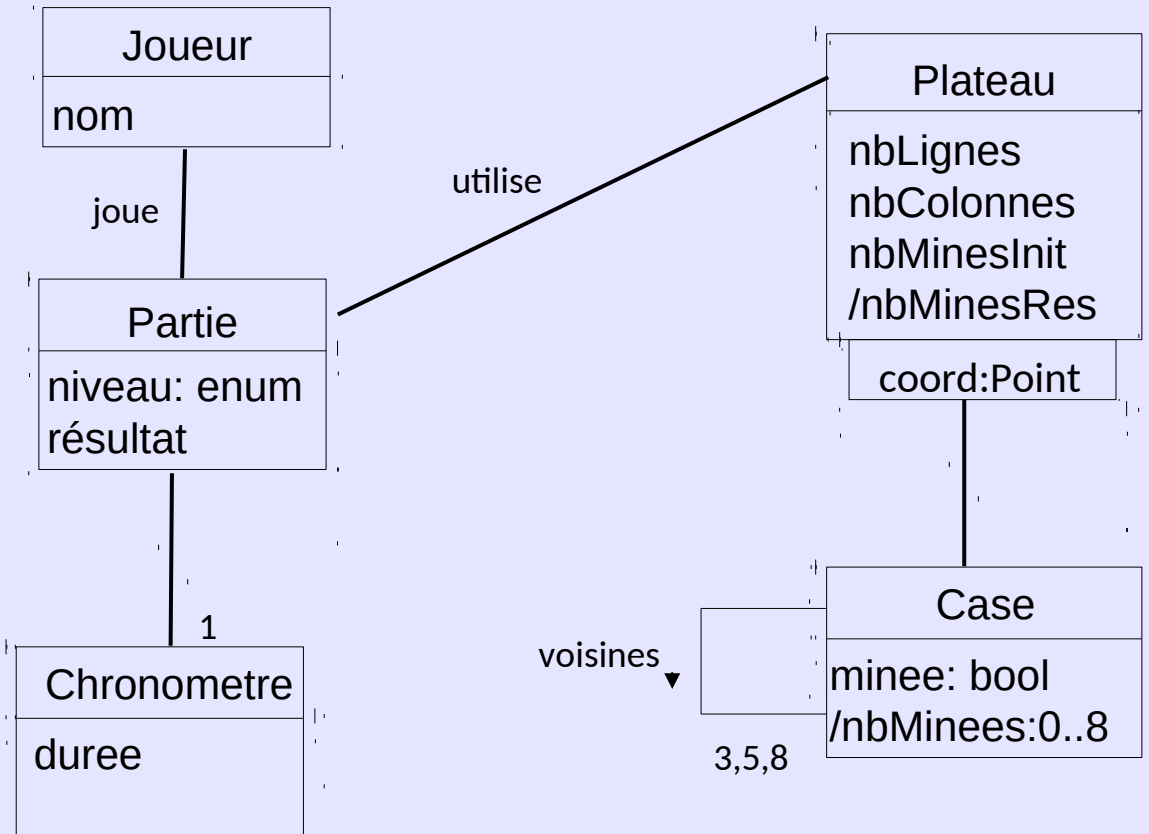 Joueur
nom
joue
Partie
niveau: enum
résultat
1
Chronometre
duree
utilise
Plateau
nbLignes
nbColonnes
nbMinesInit
/nbMinesRes
coord:Point
Case
minee: bool
/nbMinees:0..8
voisines
3,5,8